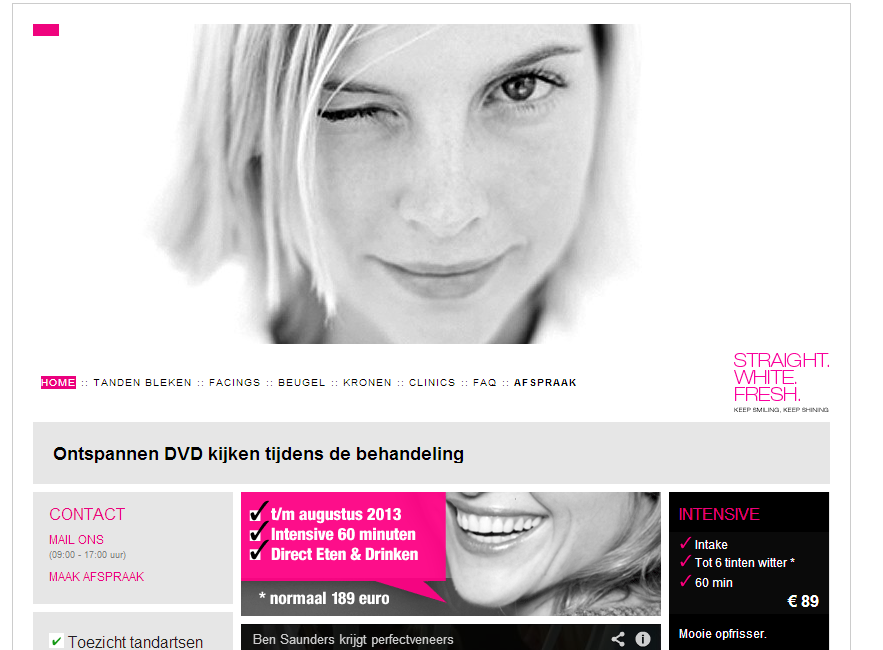 HOME :: TANDEN BLEKEN :: FACINGS :: BEUGEL :: KRONEN :: CLINICS :: FAQ :: AFSPRAAK
STRAIGHT.
WHITE.
FRESH.
KEEP SMILING, KEEP SHINING
Ontspannen DVD kijken tijdens de behandeling
CONTACT
MAIL ONS
(09:00 - 17:00 uur)
MAAK AFSPRAAK
✔ Toezicht tandartsen
✔ t/m augustus 2013
✔ Intensive 60 minuten
✔ Direct Eten & Drinken
* normaal 189 euro
Ben Saunders krijgt perfectveneers
INTENSIVE
✓ Intake
✓ Tot 6 tinten witter *
✓ 60 min
€ 89
Mooie opfrisser.